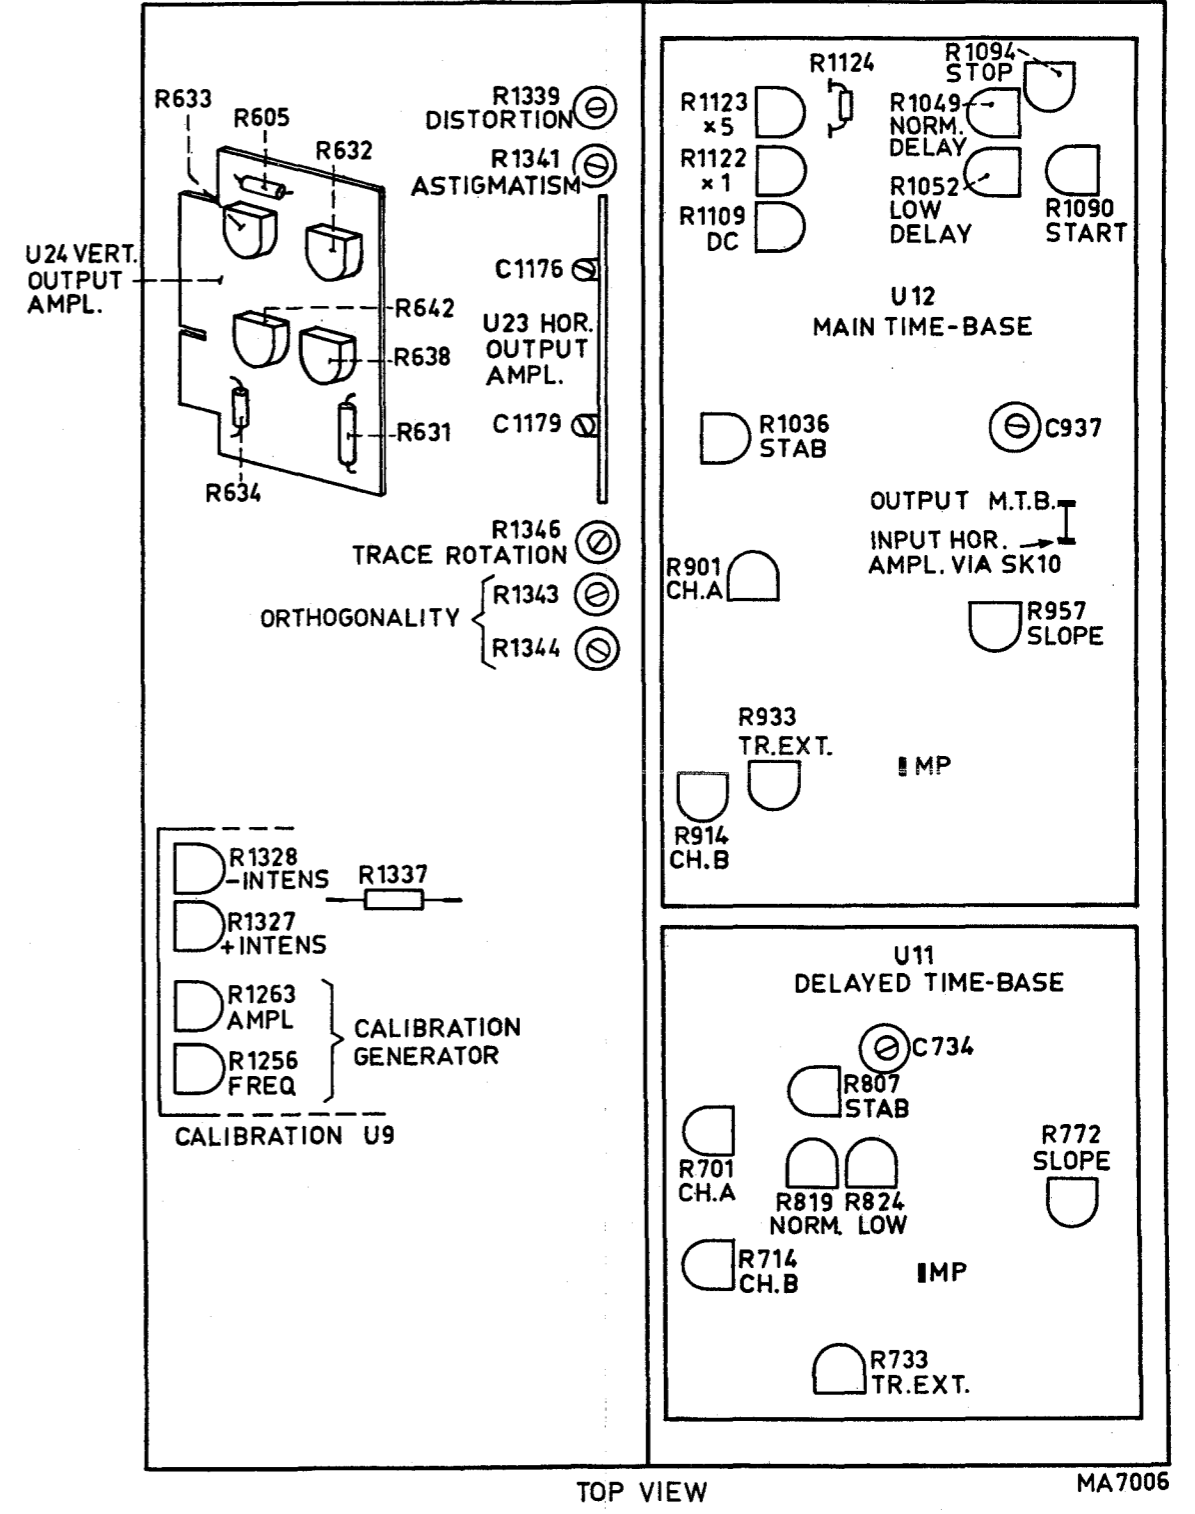 R633
R605
R632
U24 VERT.
OUTPUT
AMPL.
R642
R638
R631
R634
R1339
DISTORTION
R1341
ASTIGMATISM
C1176
U23 HOR.
OUTPUT
AMPL.
C1179
R1346
TRACE ROTATION
R1343
ORTHOGONALITY
R1344
R1328
-INTENS
R1337
R1327
+INTENS
R1263
AMPL
R1256
FREQ
CALIBRATION
GENERATOR
CALIBRATION U9
R1124
R1094
STOP
R1123
×5
R1049
NORM.
DELAY
R1122
×1
R1052
LOW
DELAY
R1109
DC
R1090
START
U12
MAIN TIME-BASE
R1036
STAB
C937
OUTPUT M.T.B.
INPUT HOR.
AMPL. VIA SK10
R901
CH.A
R957
SLOPE
R933
TR.EXT.
MP
R914
CH.B
U11
DELAYED TIME-BASE
C734
R807
STAB
R701
CH.A
R819
NORM.
R824
LOW
R772
SLOPE
R714
CH.B
MP
R733
TR.EXT.
TOP VIEW
MA7006